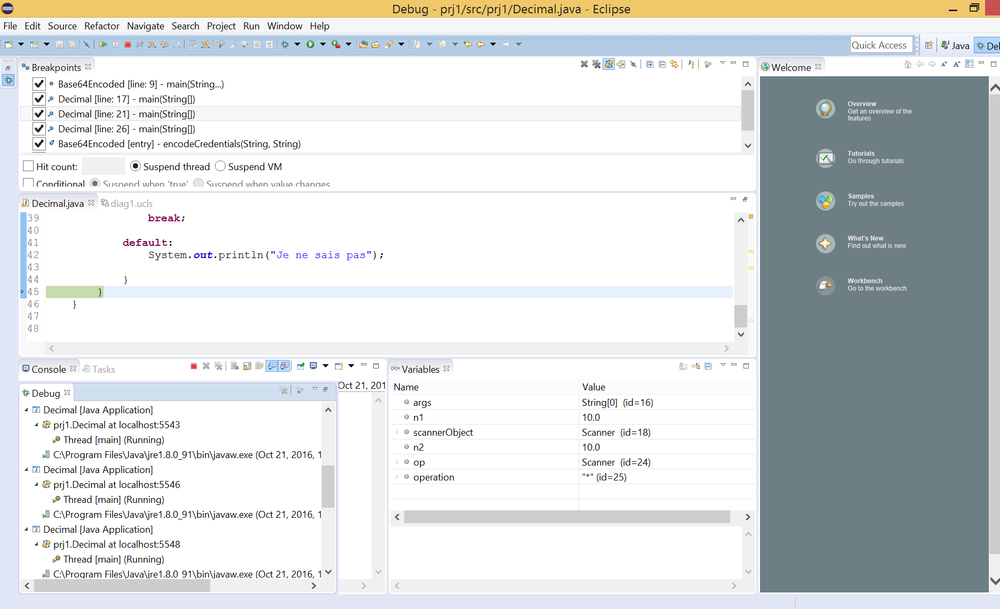 Debug - prj1/src/prj1/Decimal.java - Eclipse
File Edit Source Refactor Navigate Search Project Run Window Help
Quick Access Java Del
Breakpoints
Base64Encoded [line: 9] - main(String...)
Decimal [line: 17] - main(String[])
Decimal [line: 21] - main(String[])
Decimal [line: 26] - main(String[])
Base64Encoded [entry] - encodeCredentials(String, String)
Hit count: Suspend thread Suspend VM
Conditional Suspend when 'true' Suspend when value changes
Decimal.java diag1.ucls
39 break;
40
41 default:
42 System.out.println("Je ne sais pas");
43
44 }
45 }
46 }
47
48
Console Tasks
Oct 21, 201
Debug
Decimal [Java Application]
prj1.Decimal at localhost:5543
Thread [main] (Running)
C:\Program Files\Java\jre1.8.0_91\bin\javaw.exe (Oct 21, 2016, 1
Decimal [Java Application]
prj1.Decimal at localhost:5546
Thread [main] (Running)
C:\Program Files\Java\jre1.8.0_91\bin\javaw.exe (Oct 21, 2016, 1
Decimal [Java Application]
prj1.Decimal at localhost:5548
Thread [main] (Running)
C:\Program Files\Java\jre1.8.0_91\bin\javaw.exe (Oct 21, 2016, 1
(x)= Variables
Name Value
args String[0] (id=16)
n1 10.0
scannerObject Scanner (id=18)
n2 10.0
op Scanner (id=24)
operation "*" (id=25)
Welcome
Overview
Get an overview of the
features
Tutorials
Go through tutorials
Samples
Try out the samples
What's New
Find out what is new
Workbench
Go to the workbench